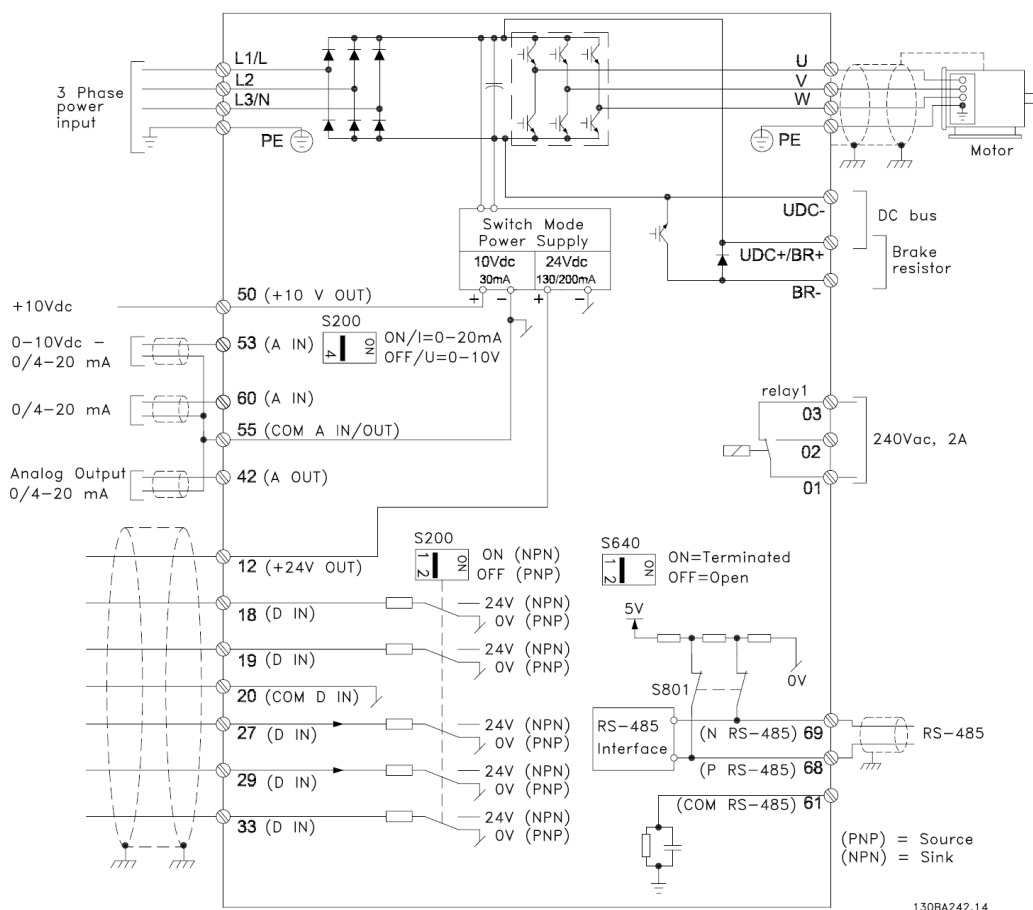 L1/L
L2
L3/N
PE
3 Phase
power
input
U
V
W
PE
Motor
UDC-
DC bus
UDC+/BR+
Brake
resistor
BR-
Switch Mode
Power Supply
10Vdc
30mA
24Vdc
130/200mA
+ - + -
+10Vdc
50 (+10 V OUT)
S200
ON
4
ON/I=0-20mA
OFF/U=0-10V
0-10Vdc -
0/4-20 mA
53 (A IN)
0/4-20 mA
60 (A IN)
55 (COM A IN/OUT)
Analog Output
0/4-20 mA
42 (A OUT)
relay1
03
02
01
240Vac, 2A
12 (+24V OUT)
S200
ON
1 2
ON (NPN)
OFF (PNP)
S640
ON
1 2
ON=Terminated
OFF=Open
18 (D IN)
24V (NPN)
0V (PNP)
19 (D IN)
24V (NPN)
0V (PNP)
20 (COM D IN)
27 (D IN)
24V (NPN)
0V (PNP)
29 (D IN)
24V (NPN)
0V (PNP)
33 (D IN)
24V (NPN)
0V (PNP)
5V
0V
S801
RS-485
Interface
(N RS-485) 69
RS-485
(P RS-485) 68
(COM RS-485) 61
(PNP) = Source
(NPN) = Sink
130BA242.14